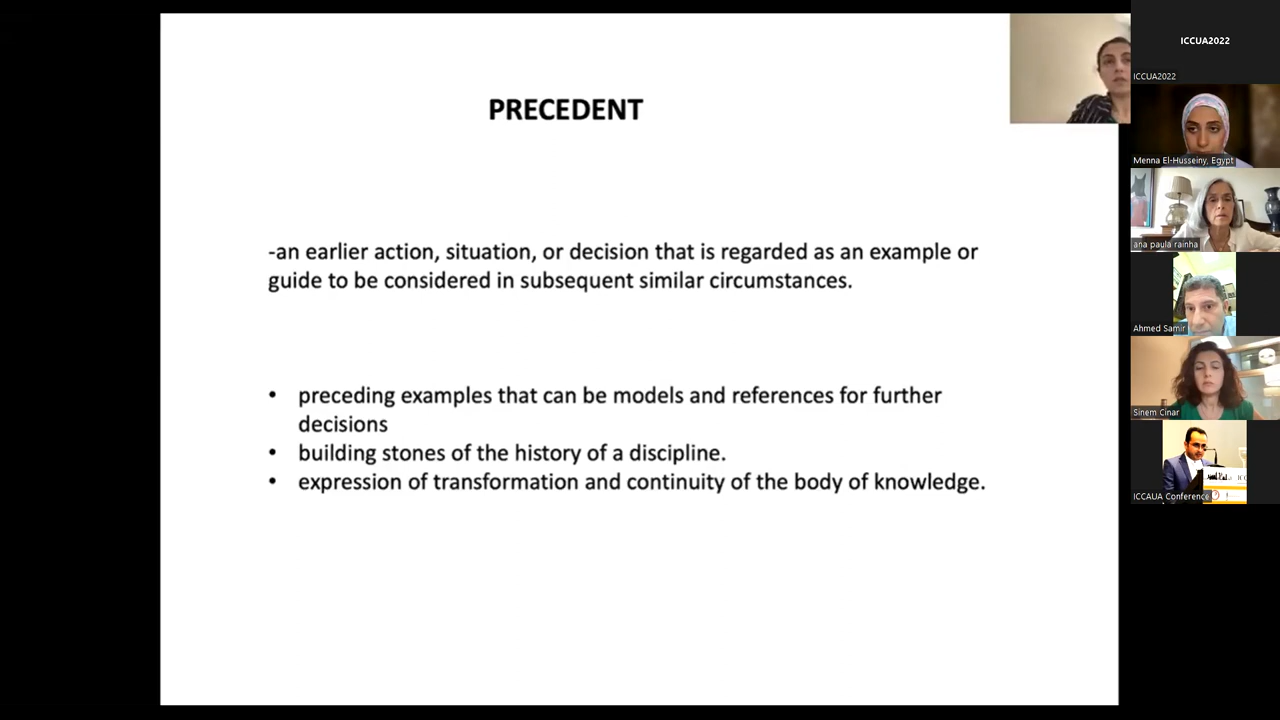 PRECEDENT
-an earlier action, situation, or decision that is regarded as an example or
guide to be considered in subsequent similar circumstances.
• preceding examples that can be models and references for further
decisions
• building stones of the history of a discipline.
• expression of transformation and continuity of the body of knowledge.
ICCUA2022
ICCUA2022
Menna El-Husseiny, Egypt
ana paula rainha
Ahmed Samir
Sinem Cinar
ICCAUA Conference